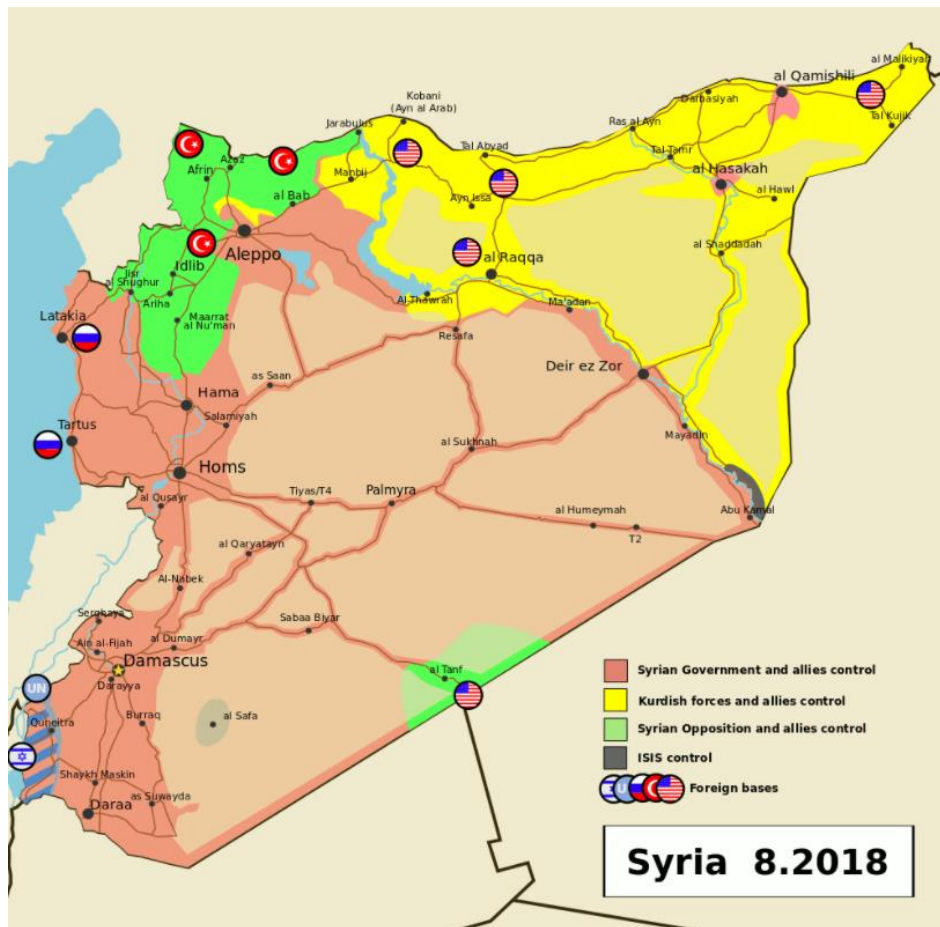 al Malikiyah
al Qamishili
Kobani
(Ayn al Arab)
Darbasiyah
Tal Kujik
Jarabulus
Ras al Ayn
Azaz
Tal Abyad
Tal Tamr
Afrin
Manbij
al Hasakah
al Bab
Ayn Issa
al Hawl
Aleppo
al Shaddadah
al Raqqa
Idlib
Jisr
al Shughur
Ariha
Al-Thawrah
Ma'adan
Maarrat
al Nu'man
Latakia
Resafa
Deir ez Zor
as Saan
Hama
Salamiyah
Tartus
al Sukhnah
Mayadin
Homs
Tiyas/T4
Palmyra
al Qusayr
al Humeymah
Abu Kamal
T2
al Qaryatayn
Al-Nabek
Serghaya
Sabaa Biyar
al Dumayr
Ain al-Fijah
Damascus
al Tanf
Darayya
UN
Quneitra
Burraq
al Safa
Shaykh Maskin
Daraa
as Suwayda
Syrian Government and allies control
Kurdish forces and allies control
Syrian Opposition and allies control
ISIS control
Foreign bases
Syria 8.2018